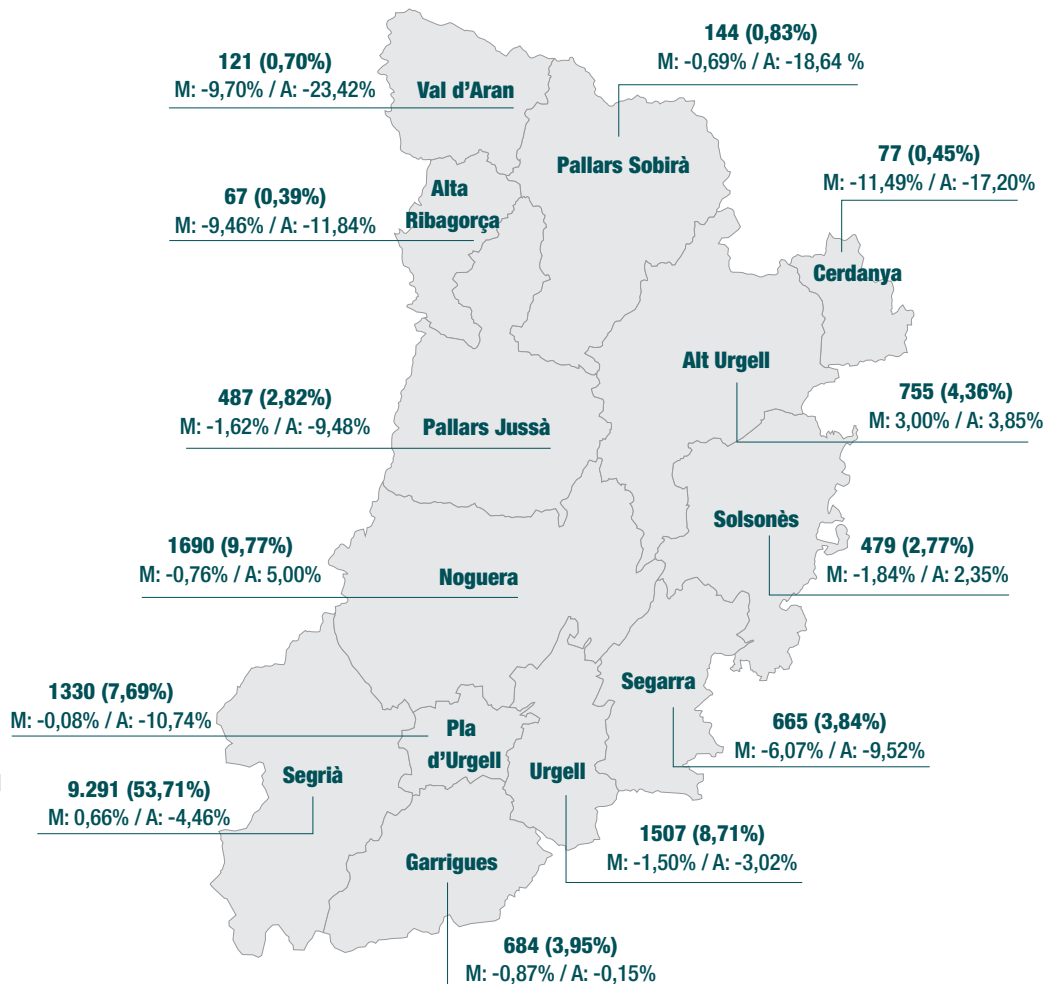 144 (0,83%)
M: -0,69% / A: -18,64 %
121 (0,70%)
M: -9,70% / A: -23,42%
Val d'Aran
Pallars Sobirà
77 (0,45%)
M: -11,49% / A: -17,20%
67 (0,39%)
M: -9,46% / A: -11,84%
Alta
Ribagorça
Cerdanya
Alt Urgell
755 (4,36%)
M: 3,00% / A: 3,85%
487 (2,82%)
M: -1,62% / A: -9,48%
Pallars Jussà
Solsonès
479 (2,77%)
M: -1,84% / A: 2,35%
1690 (9,77%)
M: -0,76% / A: 5,00%
Noguera
Segarra
665 (3,84%)
M: -6,07% / A: -9,52%
1330 (7,69%)
M: -0,08% / A: -10,74%
Pla
d'Urgell
Urgell
Segrià
9.291 (53,71%)
M: 0,66% / A: -4,46%
1507 (8,71%)
M: -1,50% / A: -3,02%
Garrigues
684 (3,95%)
M: -0,87% / A: -0,15%